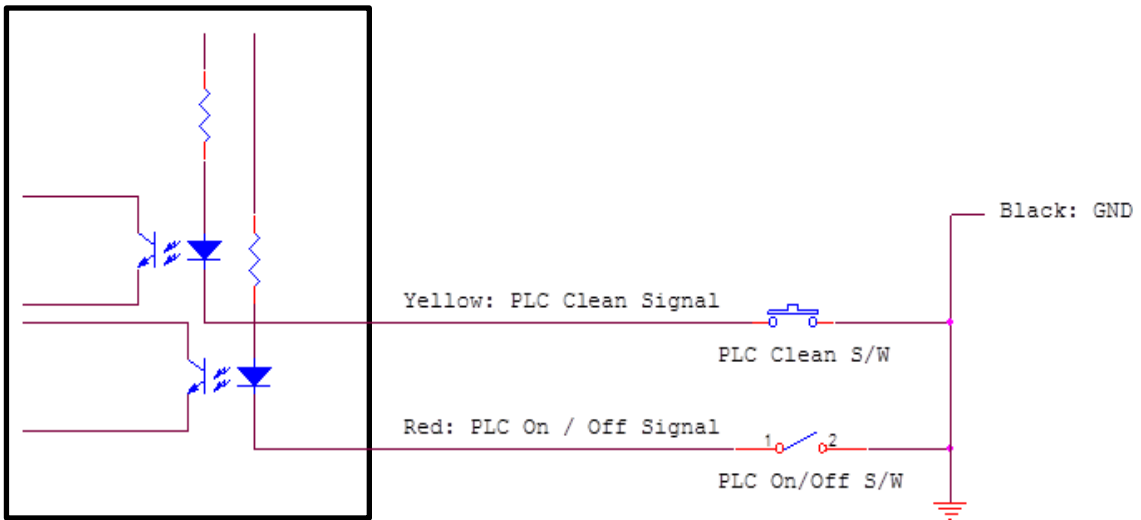 Black: GND
Yellow: PLC Clean Signal
PLC Clean S/W
Red: PLC On / Off Signal
1 2
PLC On/Off S/W